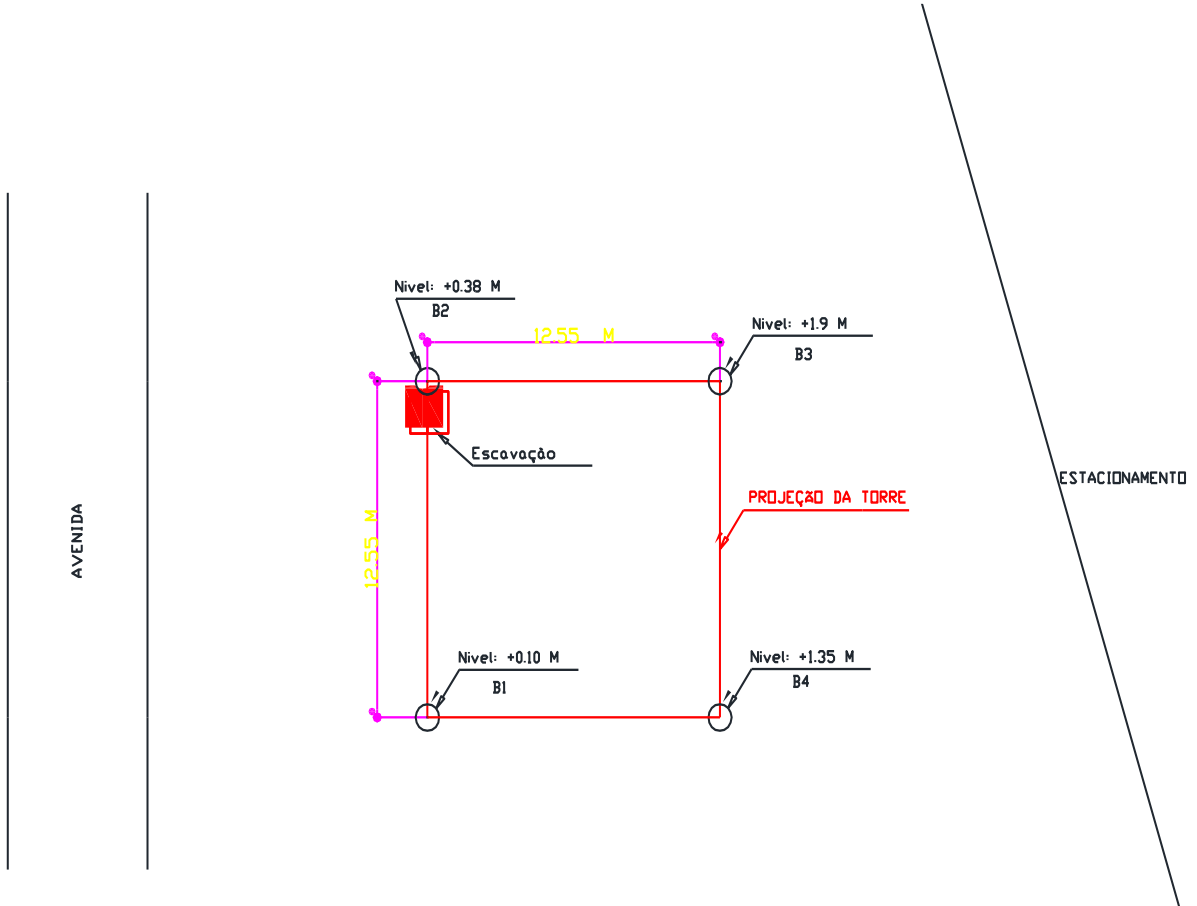 Nivel: +0.38 M
B2
12.55 M
Nivel: +1.9 M
B3
Escavação
ESTACIONAMENTO
PROJEÇÃO DA TORRE
AVENIDA
12.55 M
Nivel: +0.10 M
B1
Nivel: +1.35 M
B4